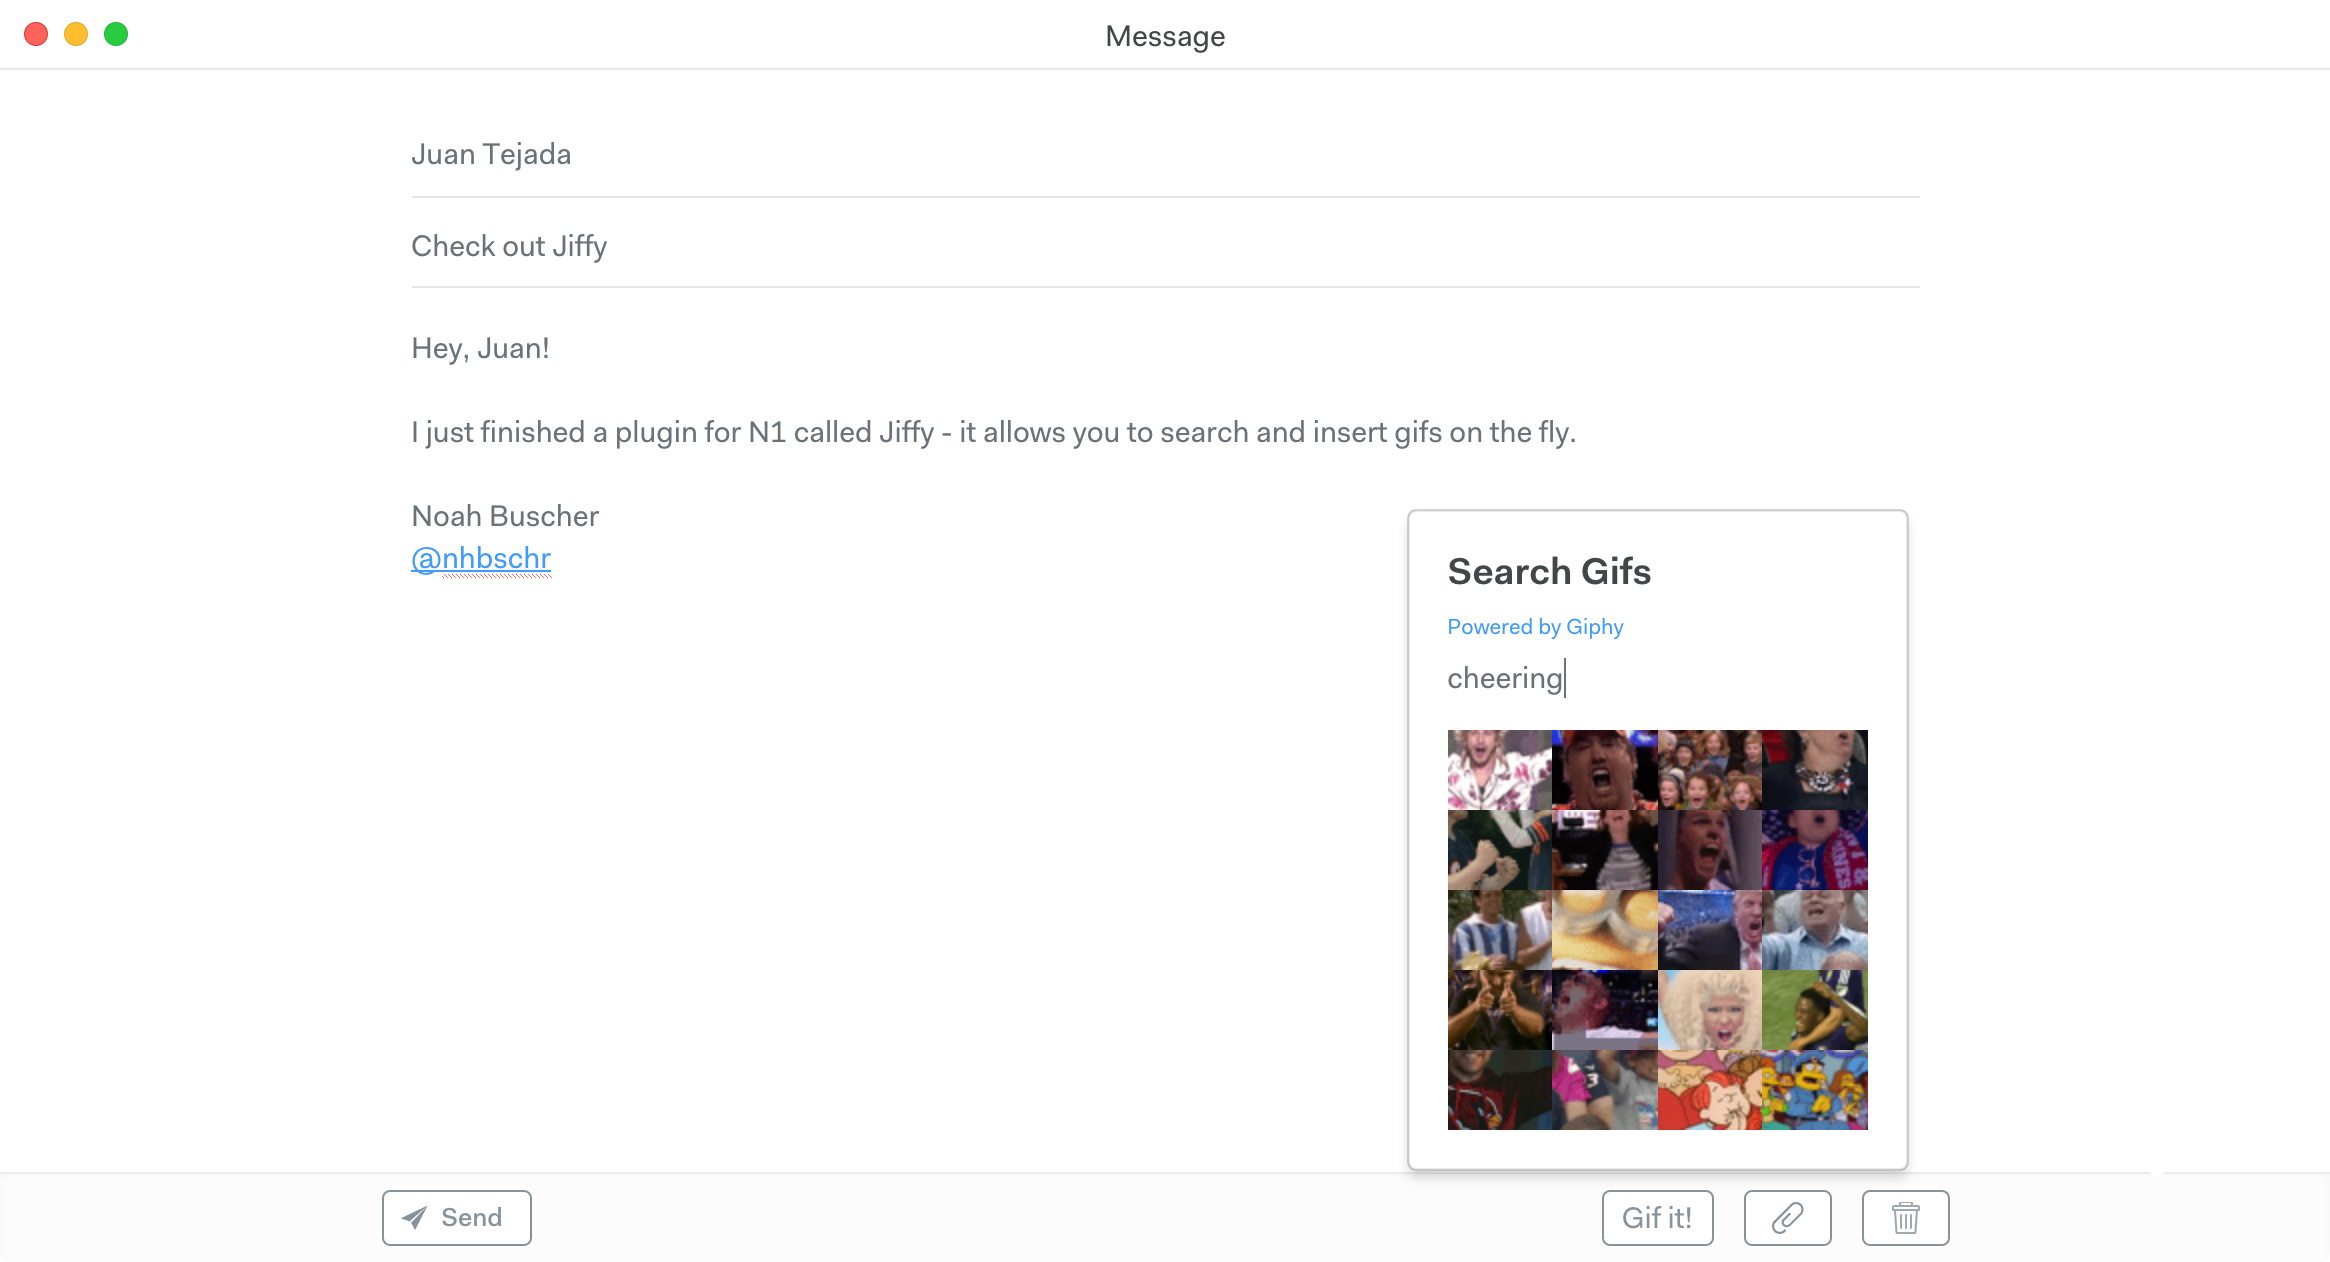 Message
Juan Tejada
Check out Jiffy
Hey, Juan!
I just finished a plugin for N1 called Jiffy - it allows you to search and insert gifs on the fly.
Noah Buscher
@nhbschr
Search Gifs
Powered by Giphy
cheering
Send
Gif it!